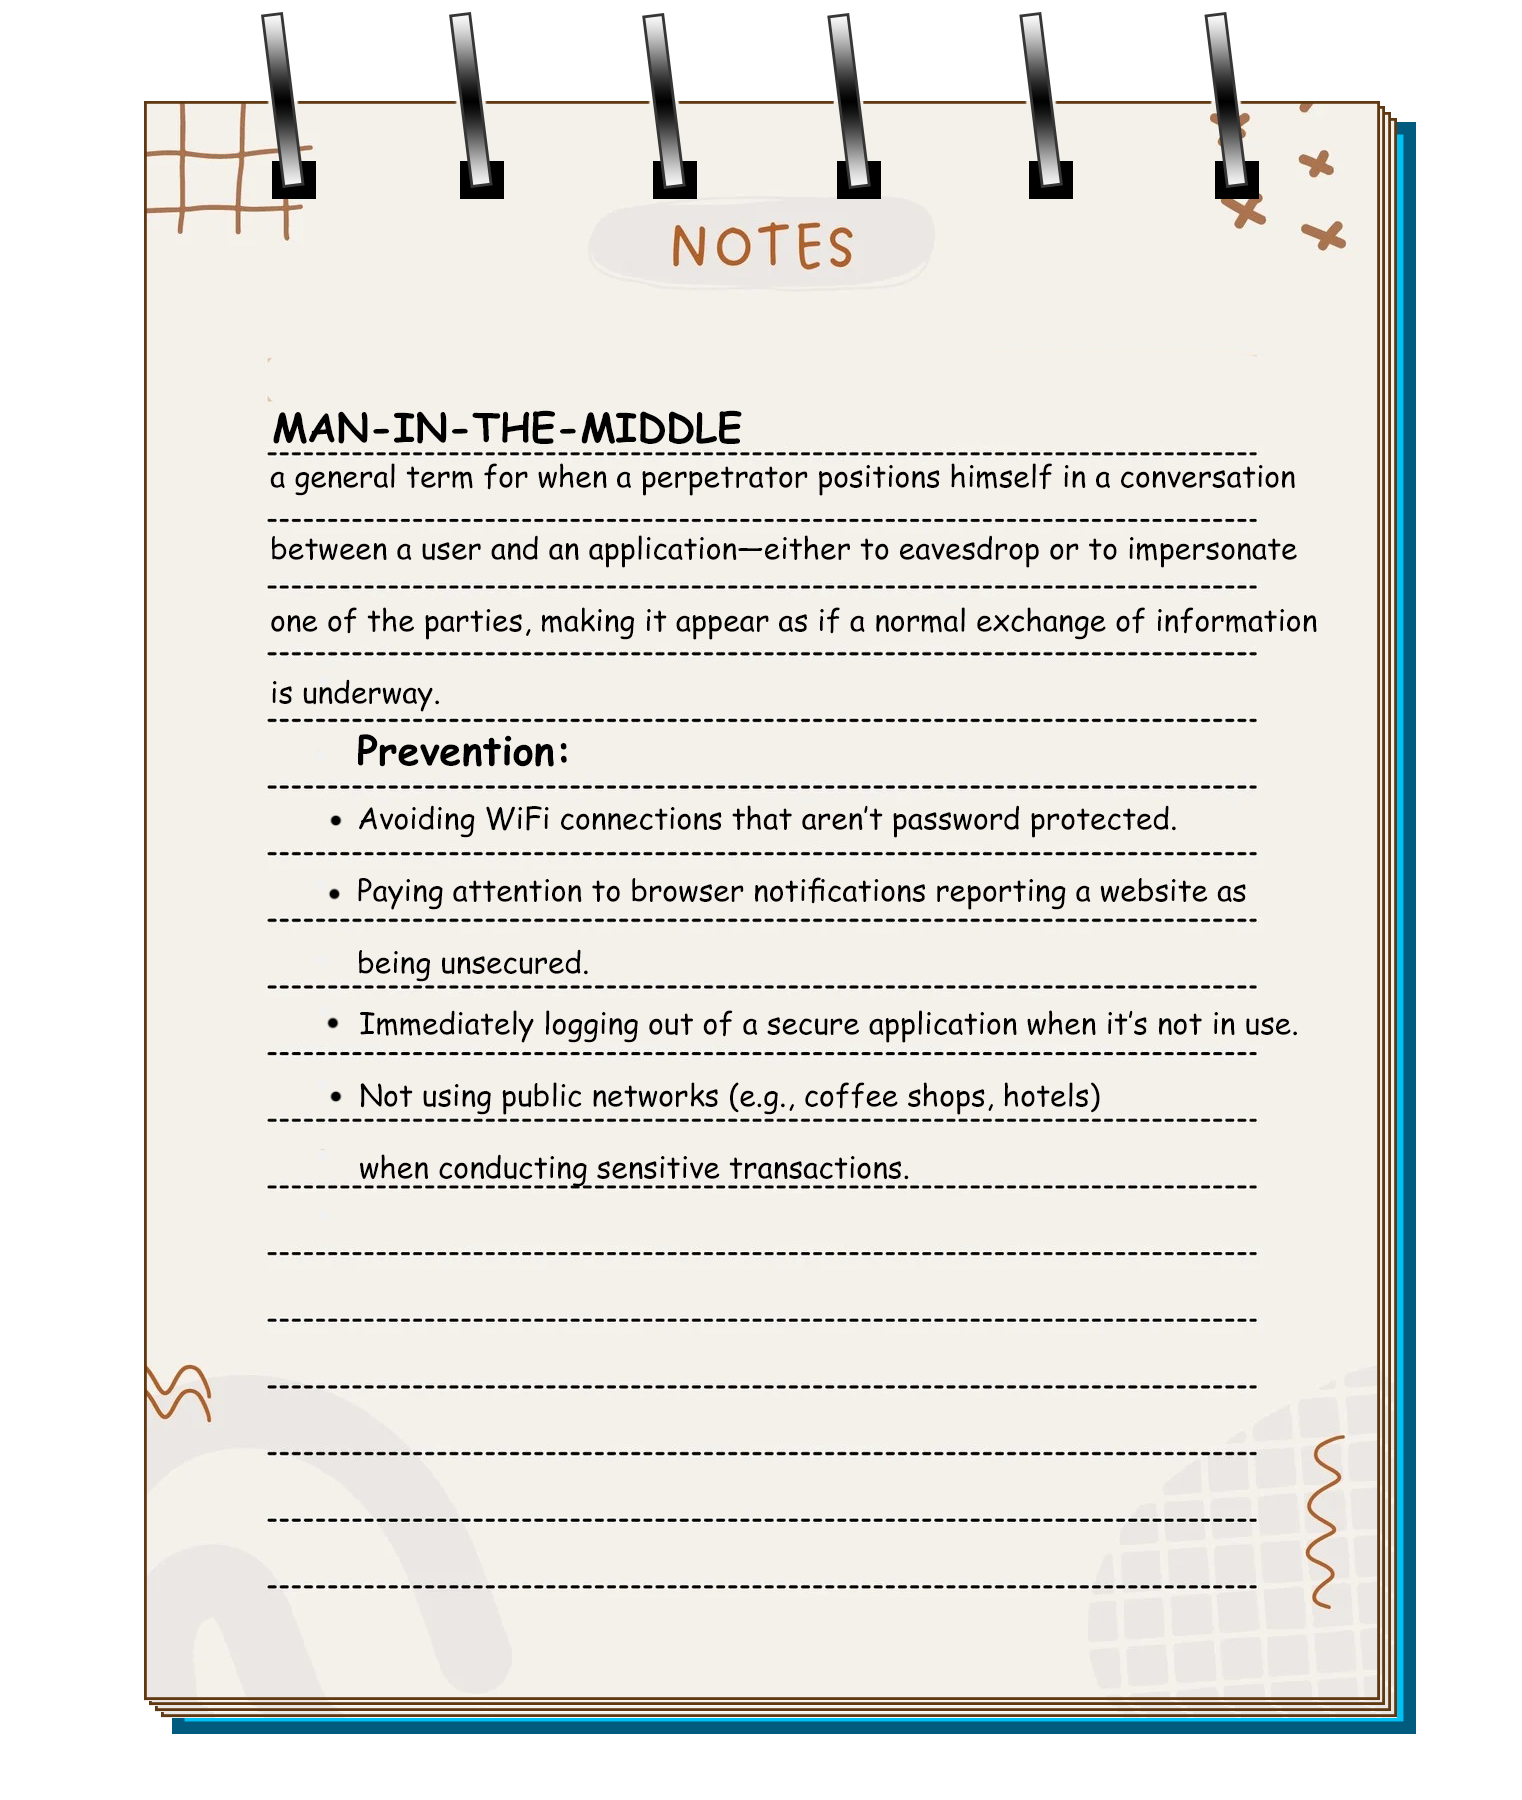 NOTES
MAN-IN-THE-MIDDLE
a general term for when a perpetrator positions himself in a conversation
between a user and an application—either to eavesdrop or to impersonate
one of the parties, making it appear as if a normal exchange of information
is underway.
Prevention:
• Avoiding WiFi connections that aren’t password protected.
• Paying attention to browser notifications reporting a website as
being unsecured.
• Immediately logging out of a secure application when it’s not in use.
• Not using public networks (e.g., coffee shops, hotels)
when conducting sensitive transactions.